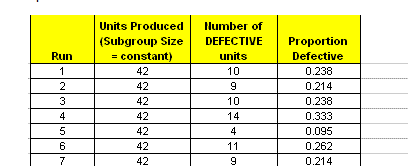 Units Produced Number of
(Subgroup Size DEFECTIVE Proportion
Run = constant) units Defective
1 42 10 0.238
2 42 9 0.214
3 42 10 0.238
4 42 14 0.333
5 42 4 0.095
6 42 11 0.262
7 42 9 0.214